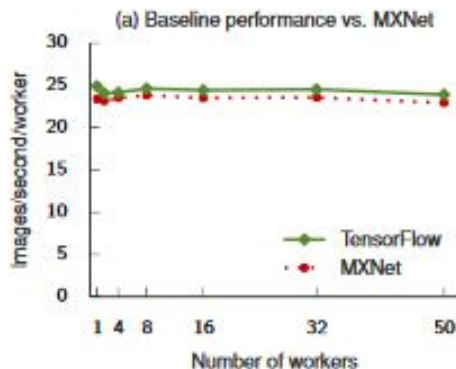 (a) Baseline performance vs. MXNet
Images/second/worker
30
25
20
15
10
5
0
TensorFlow
MXNet
1 4 8 16 32 50
Number of workers